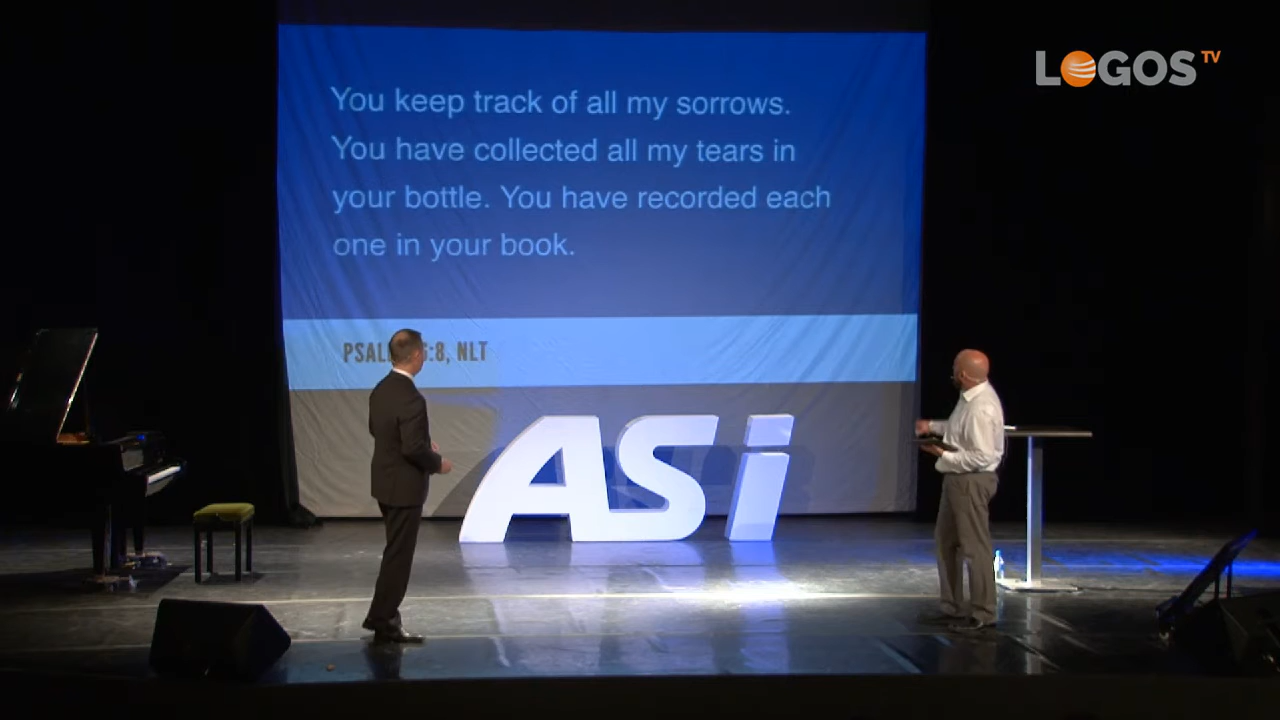 LOGOS TV
You keep track of all my sorrows.
You have collected all my tears in
your bottle. You have recorded each
one in your book.
:8, NLT
ASi